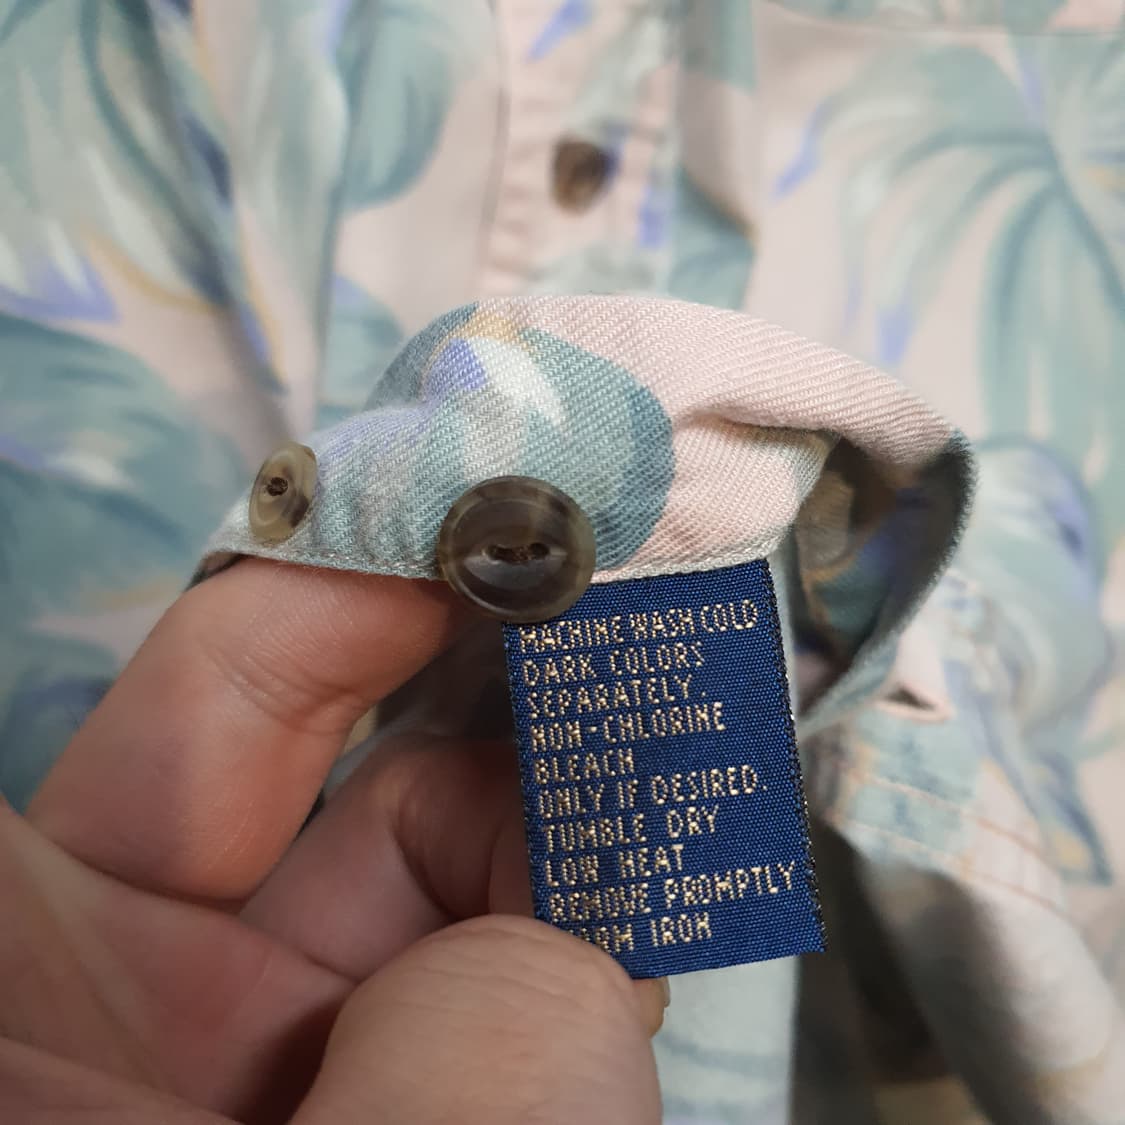 MACHINE WASH COLD
DARK COLORS
SEPARATELY.
NON-CHLORINE
BLEACH
ONLY IF DESIRED.
TUMBLE DRY
LOW HEAT
REMOVE PROMPTLY
IRON